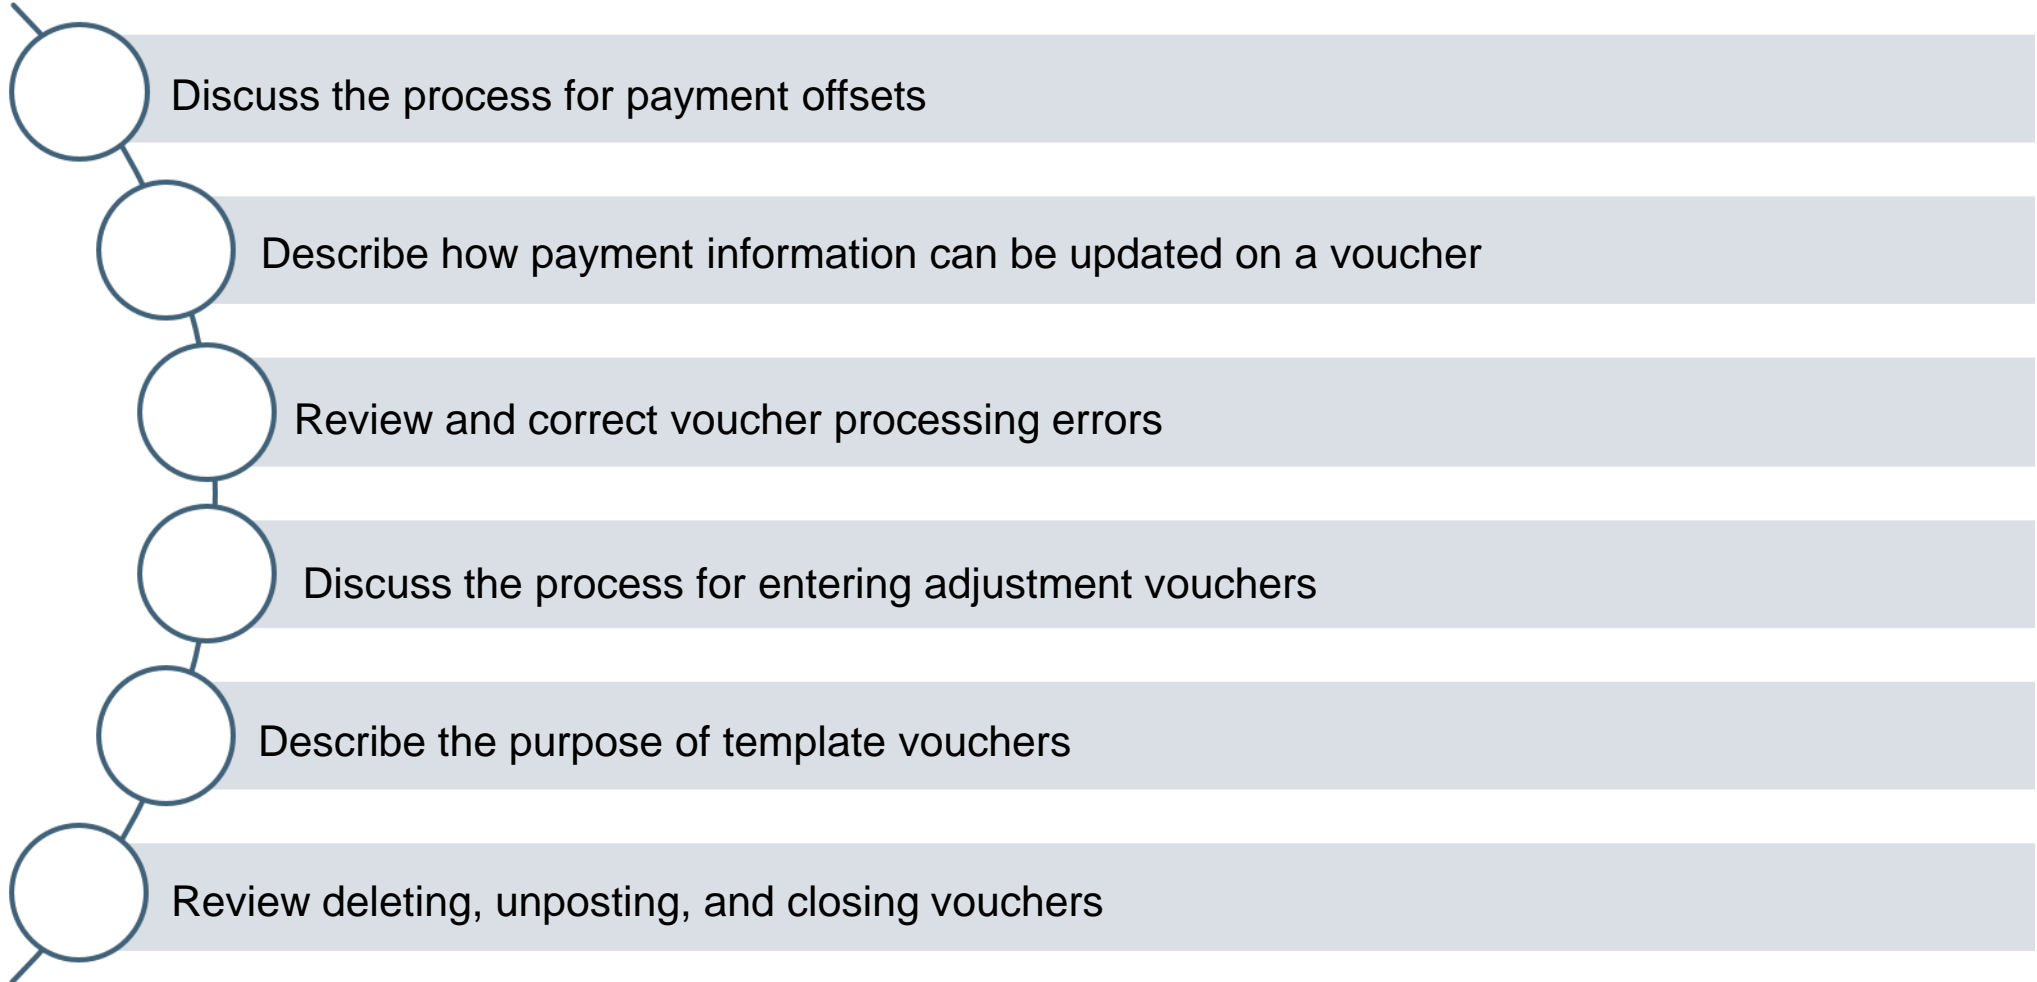 Discuss the process for payment offsets
Describe how payment information can be updated on a voucher
Review and correct voucher processing errors
Discuss the process for entering adjustment vouchers
Describe the purpose of template vouchers
Review deleting, unposting, and closing vouchers